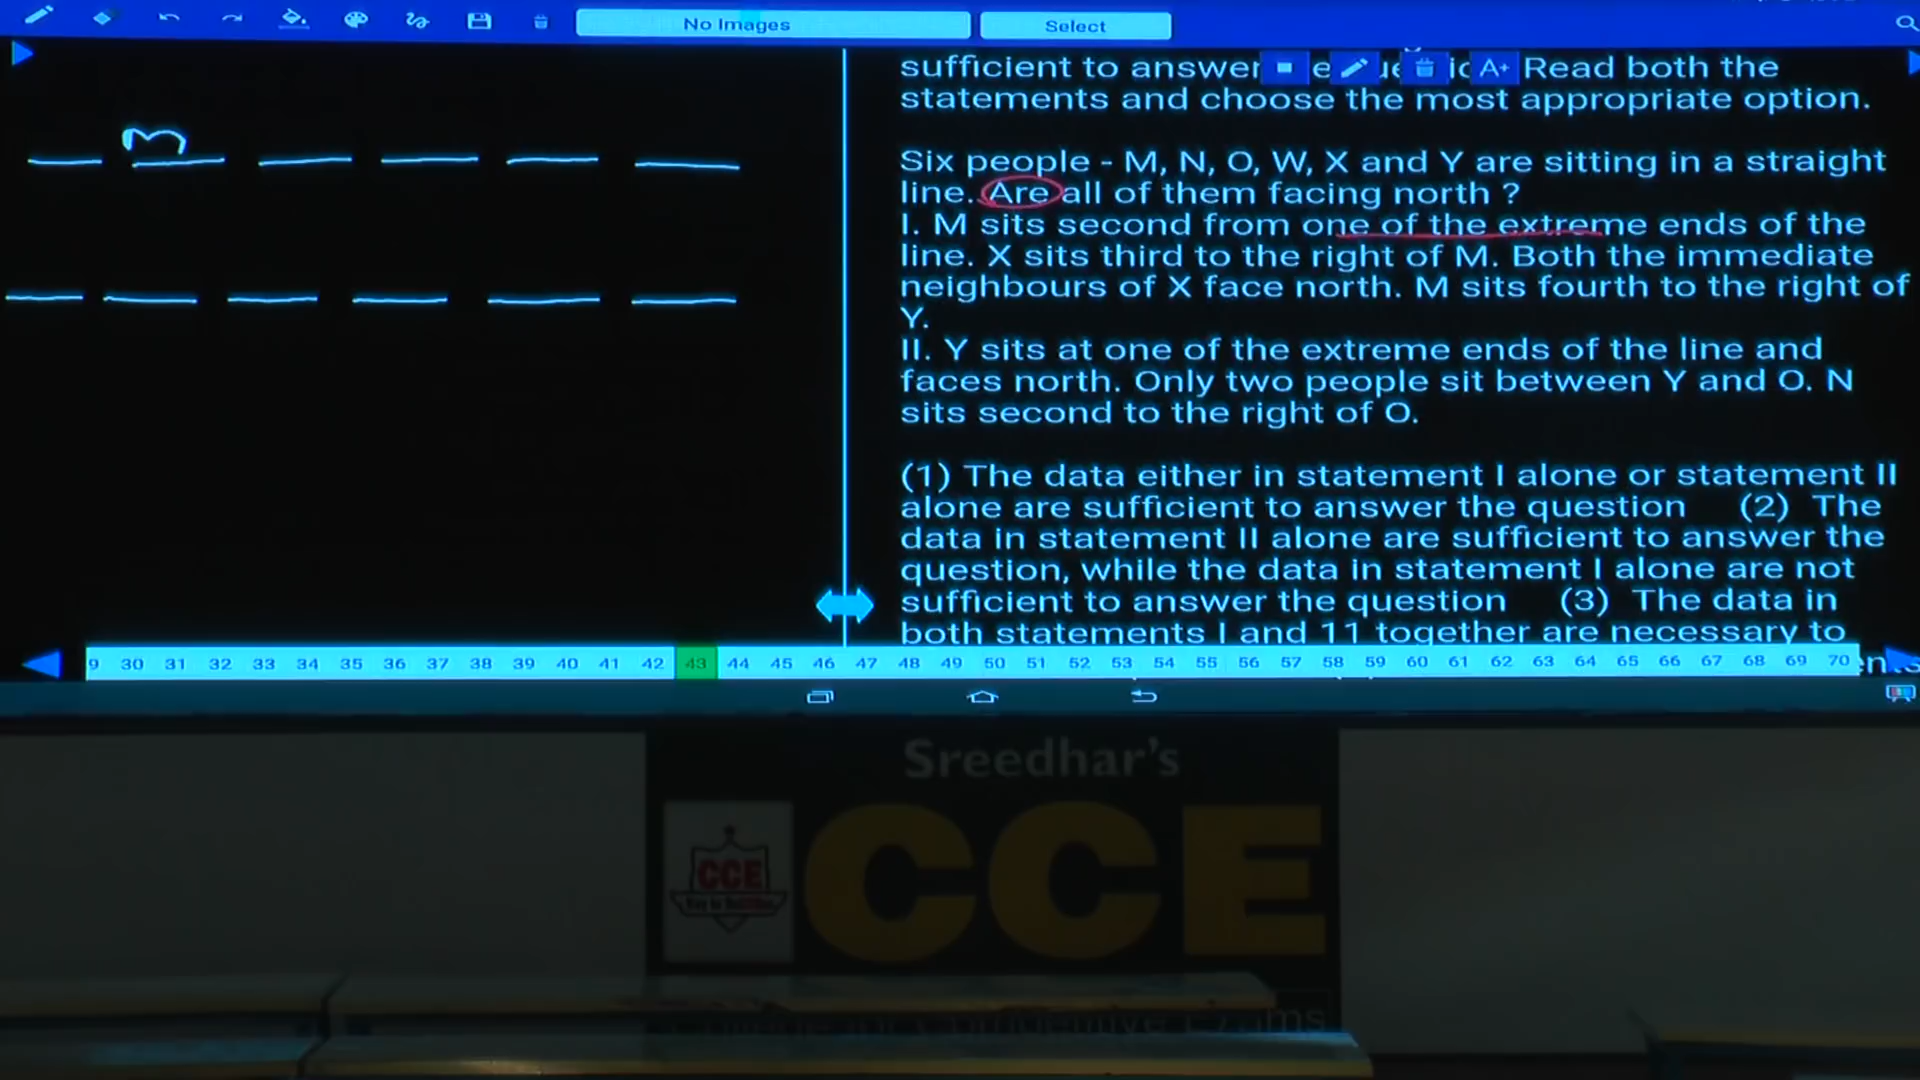 No Images
Select
sufficient to answer
A+
Read both the
statements and choose the most appropriate option.
Six people - M, N, O, W, X and Y are sitting in a straight
line. Are all of them facing north ?
I. M sits second from one of the extreme ends of the
line. X sits third to the right of M. Both the immediate
neighbours of X face north. M sits fourth to the right of
Y.
II. Y sits at one of the extreme ends of the line and
faces north. Only two people sit between Y and O. N
sits second to the right of O.
(1) The data either in statement I alone or statement II
alone are sufficient to answer the question (2) The
data in statement II alone are sufficient to answer the
question, while the data in statement I alone are not
sufficient to answer the question (3) The data in
both statements I and 11 together are necessary to
m
9 30 31 32 33 34 35 36 37 38 39 40 41 42 43 44 45 46 47 48 49 50 51 52 53 54 55 56 57 58 59 60 61 62 63 64 65 66 67 68 69 70
Sreedhar's
CCE
CCE